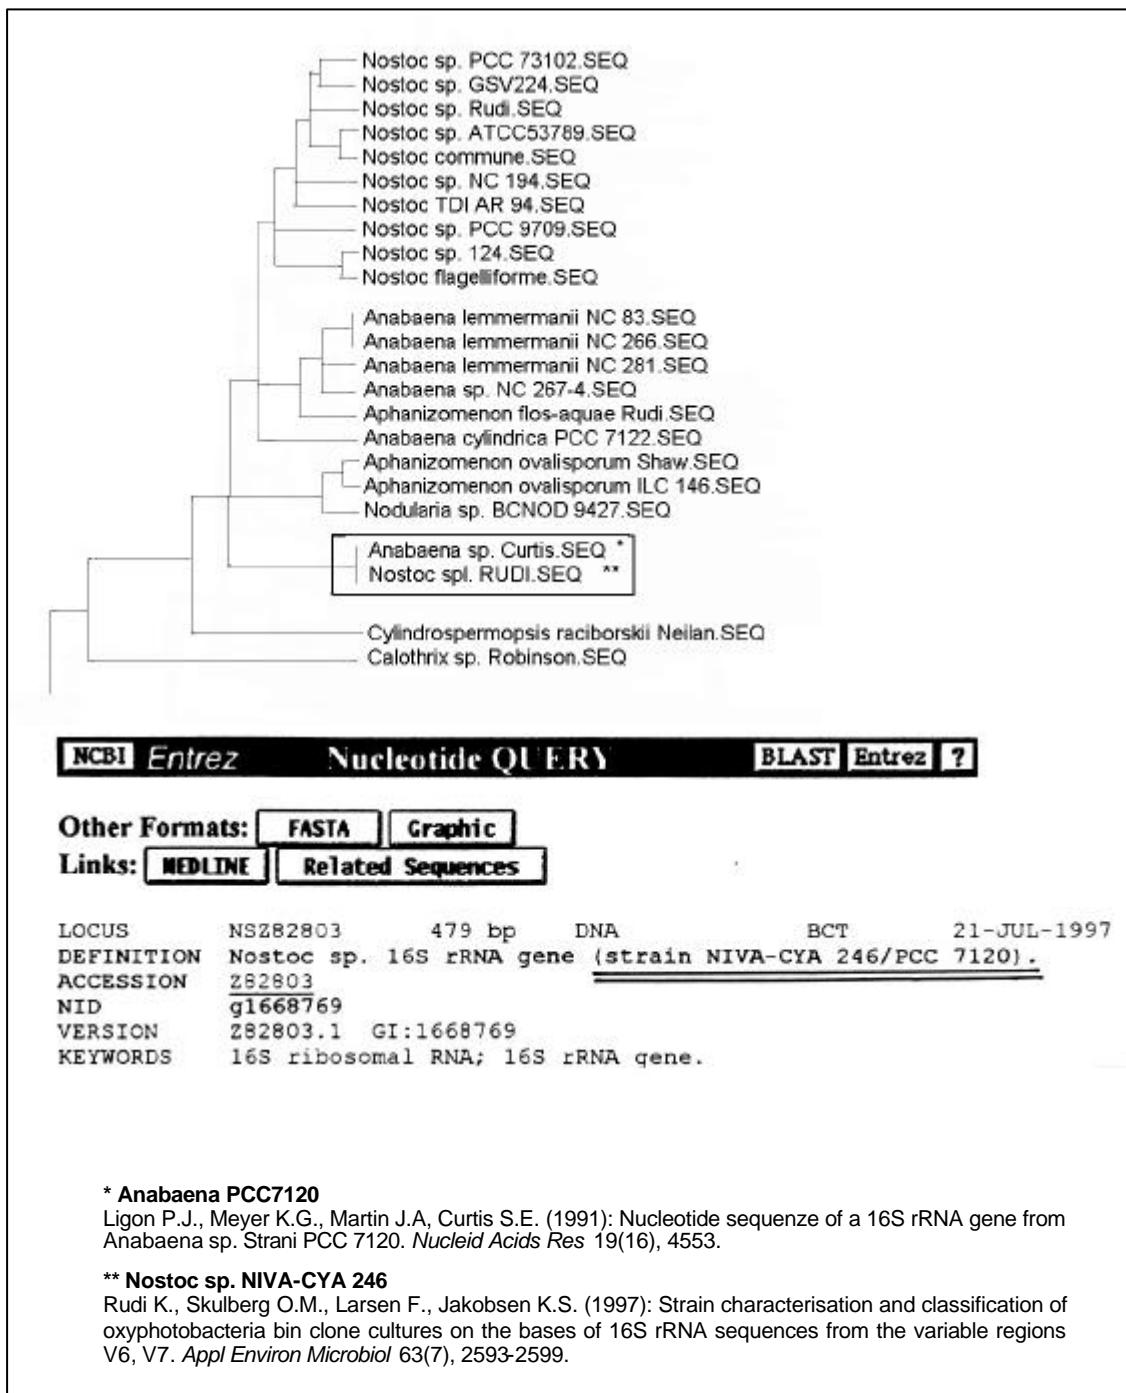 Nostoc sp. PCC 73102.SEQ
Nostoc sp. GSV224.SEQ
Nostoc sp. Rudi.SEQ
Nostoc sp. ATCC53789.SEQ
Nostoc commune.SEQ
Nostoc sp. NC 194.SEQ
Nostoc TDI AR 94.SEQ
Nostoc sp. PCC 9709.SEQ
Nostoc sp. 124.SEQ
Nostoc flagelliforme.SEQ
Anabaena lemmermanii NC 83.SEQ
Anabaena lemmermanii NC 266.SEQ
Anabaena lemmermanii NC 281.SEQ
Anabaena sp. NC 267-4.SEQ
Aphanizomenon flos-aquae Rudi.SEQ
Anabaena cylindrica PCC 7122.SEQ
Aphanizomenon ovalisporum Shaw.SEQ
Aphanizomenon ovalisporum ILC 146.SEQ
Nodularia sp. BCNOD 9427.SEQ
Anabaena sp. Curtis.SEQ *
Nostoc spl. RUDI.SEQ **
Cylindrospermopsis raciborskii Neilan.SEQ
Calothrix sp. Robinson.SEQ
NCBI Entrez Nucleotide QUERY BLAST Entrez ?
Other Formats: FASTA Graphic
Links: MEDLINE Related Sequences
LOCUS NSZ82803 479 bp DNA BCT 21-JUL-1997
DEFINITION Nostoc sp. 16S rRNA gene (strain NIVA-CYA 246/PCC 7120).
ACCESSION Z82803
NID g1668769
VERSION Z82803.1 GI:1668769
KEYWORDS 16S ribosomal RNA; 16S rRNA gene.
* Anabaena PCC7120
Ligon P.J., Meyer K.G., Martin J.A, Curtis S.E. (1991): Nucleotide sequenze of a 16S rRNA gene from
Anabaena sp. Strani PCC 7120. Nucleid Acids Res 19(16), 4553.
** Nostoc sp. NIVA-CYA 246
Rudi K., Skulberg O.M., Larsen F., Jakobsen K.S. (1997): Strain characterisation and classification of
oxyphotobacteria bin clone cultures on the bases of 16S rRNA sequences from the variable regions
V6, V7. Appl Environ Microbiol 63(7), 2593-2599.